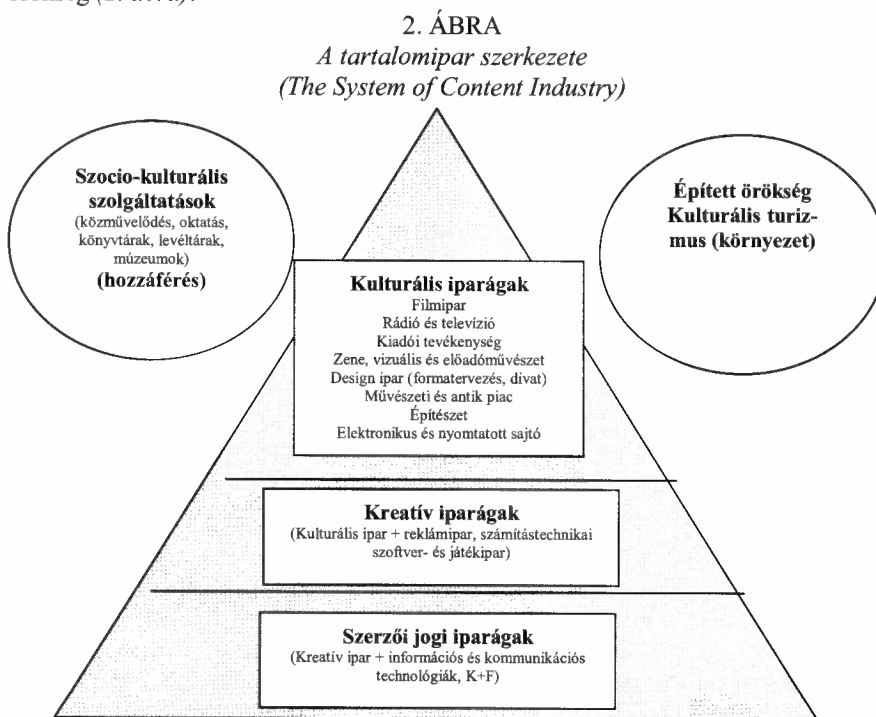 2. ÁBRA
A tartalomipar szerkezete
(The System of Content Industry)
Szocio-kulturális
szolgáltatások
(közművelődés, oktatás,
könyvtárak, levéltárak,
múzeumok)
(hozzáférés)
Épített örökség
Kulturális turiz-
mus (környezet)
Kulturális iparágak
Filmipar
Rádió és televízió
Kiadói tevékenység
Zene, vizuális és előadóművészet
Design ipar (formatervezés, divat)
Művészeti és antik piac
Építészet
Elektronikus és nyomtatott sajtó
Kreatív iparágak
(Kulturális ipar + reklámipar, számítástechnikai
szoftver- és játékipar)
Szerzői jogi iparágak
(Kreatív ipar + információs és kommunikációs
technológiák, K+F)